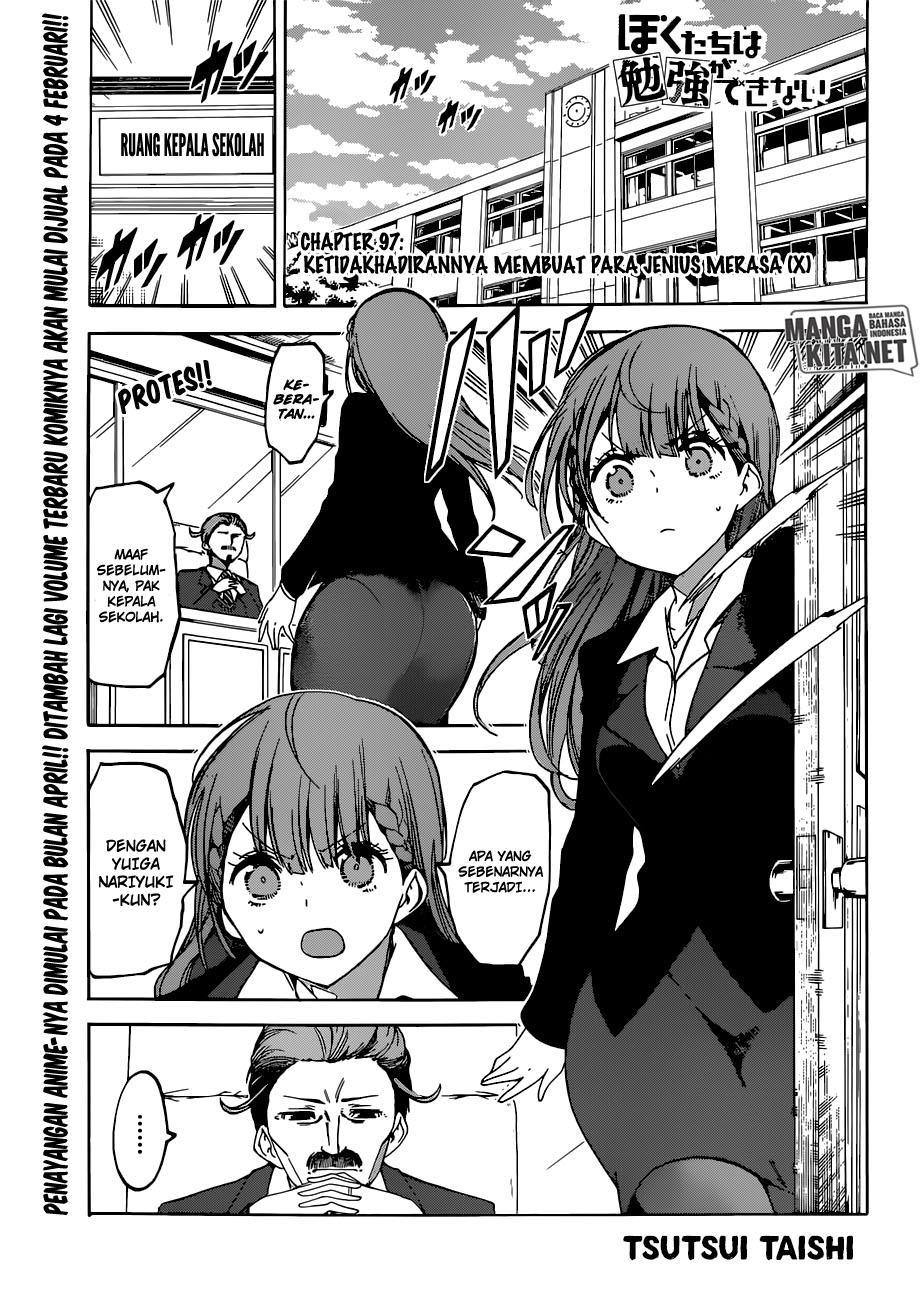 ぼくたちは
勉強ができない
CHAPTER 97:
KETIDAKHADIRANNYA MEMBUAT PARA JENIUS MERASA (X)
ガッ
ガッ
ガッ
ガッ
RUANG KEPALA SEKOLAH
MANGA
KITA.NET
BACA MANGA
BAHASA
INDONESIA
PROTES!!
KE-
BERA-
TAN...
MAAF
SEBELUM-
NYA, PAK
KEPALA
SEKOLAH.
APA YANG
SEBENARNYA
TERJADI...
DENGAN
YUIGA
NARIYUKI
-KUN?
........
PENAYANGAN ANIME-NYA DIMULAI PADA BULAN APRIL!! DITAMBAH LAGI VOLUME TERBARU KOMIKNYA AKAN MULAI DIJUAL PADA 4 FEBRUARI!!!
TSUTSUI TAISHI